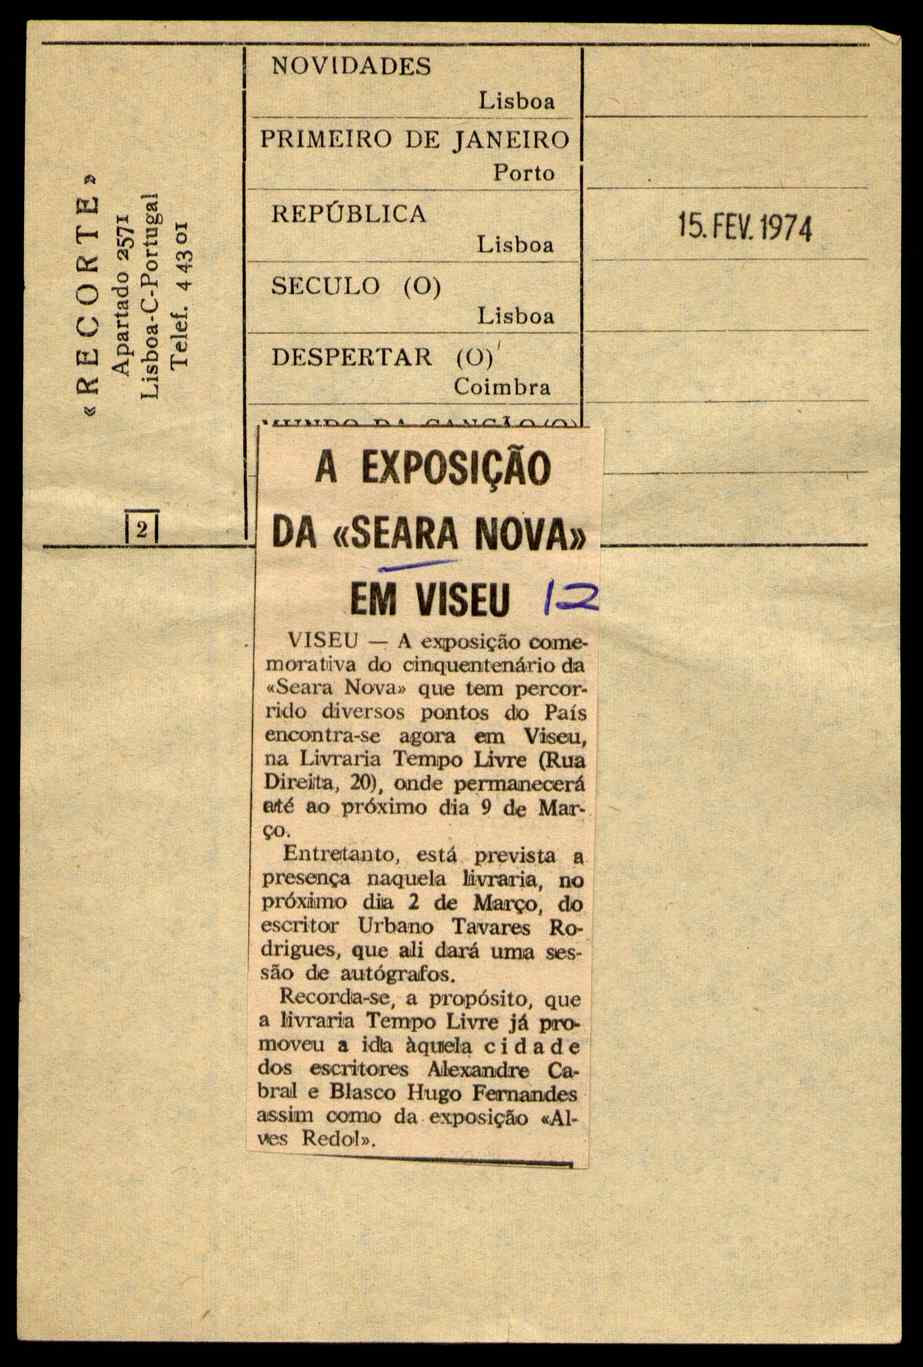 «RECORTE»
Apartado 2571
Lisboa-C-Portugal
Telef. 4 43 01
2
NOVIDADES
Lisboa
PRIMEIRO DE JANEIRO
Porto
REPÚBLICA
Lisboa
SECULO (O)
Lisboa
DESPERTAR (O)
Coimbra
MUNDO DA CANÇÃO (O)
15. FEV. 1974
A EXPOSIÇÃO
DA «SEARA NOVA»
EM VISEU 12
VISEU — A exposição come-
morativa do cinquentenário da
«Seara Nova» que tem percor-
rido diversos pontos do País
encontra-se agora em Viseu,
na Livraria Tempo Livre (Rua
Direita, 20), onde permanecerá
até ao próximo dia 9 de Mar-
ço.
Entretanto, está prevista a
presença naquela livraria, no
próximo dia 2 de Março, do
escritor Urbano Tavares Ro-
drigues, que ali dará uma ses-
são de autógrafos.
Recorda-se, a propósito, que
a livraria Tempo Livre já pro-
moveu a ida àquela cidade
dos escritores Alexandre Ca-
bral e Blasco Hugo Fernandes
assim como da exposição «Al-
ves Redol».